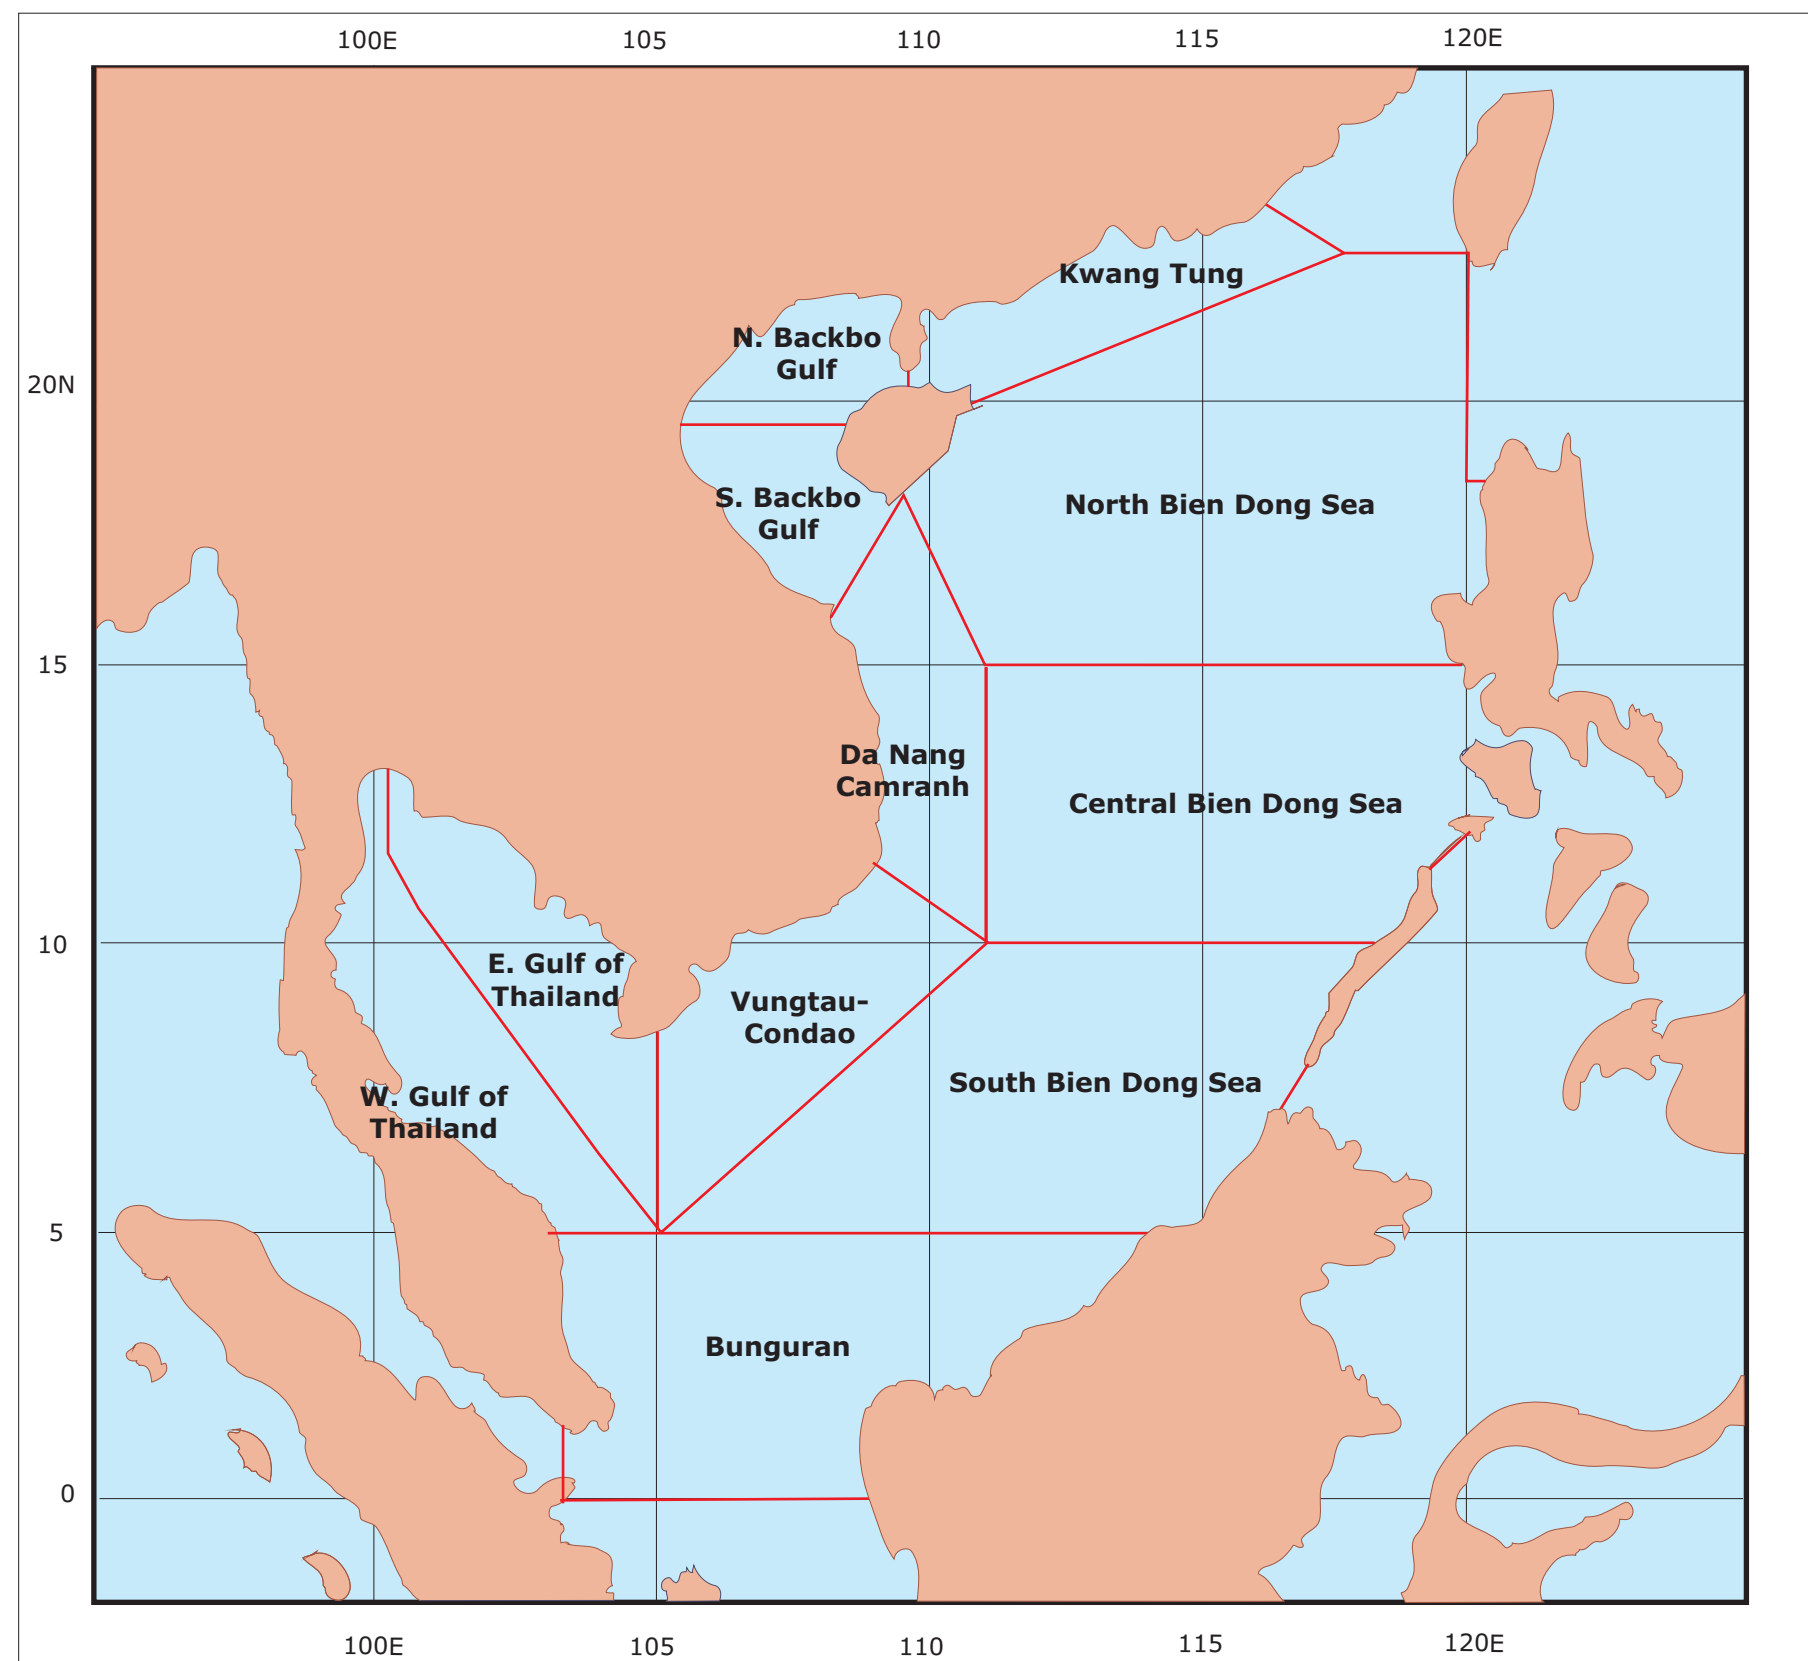 100E 105 110 115 120E
Kwang Tung
N. Backbo
Gulf
20N
S. Backbo
Gulf
North Bien Dong Sea
15
Da Nang
Camranh
Central Bien Dong Sea
10
E. Gulf of
Thailand
Vungtau-
Condao
South Bien Dong Sea
W. Gulf of
Thailand
5
Bunguran
0
100E 105 110 115 120E